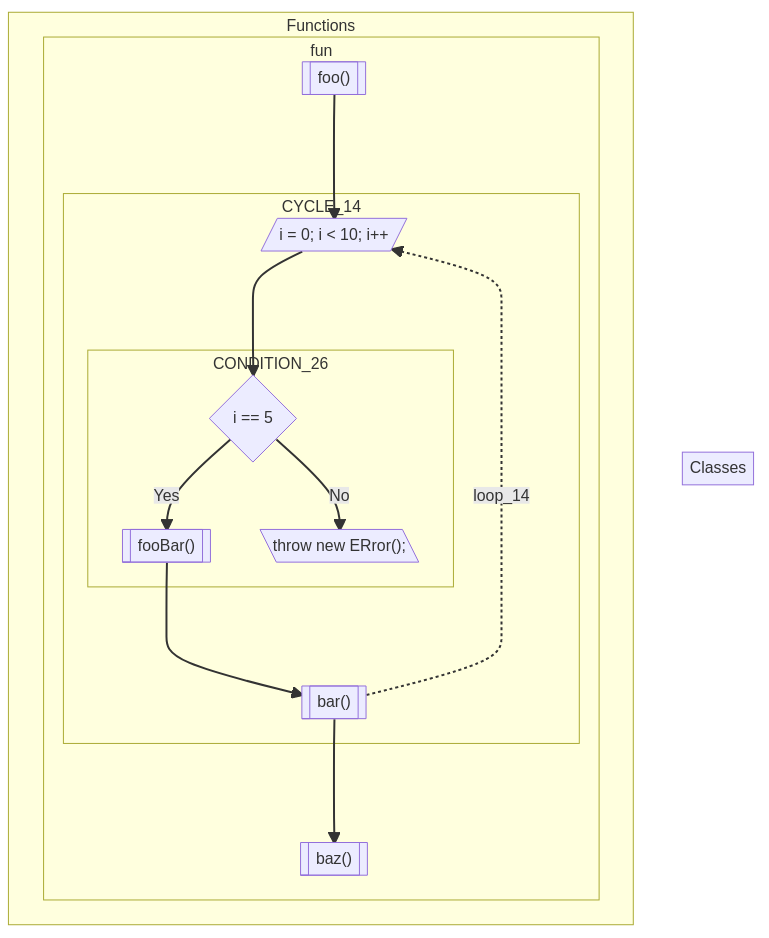 Functions
fun
foo()
CYCLE_14
i = 0; i < 10; i++
CONDITION_26
i == 5
Classes
Yes
No
loop_14
fooBar()
throw new ERror();
bar()
baz()